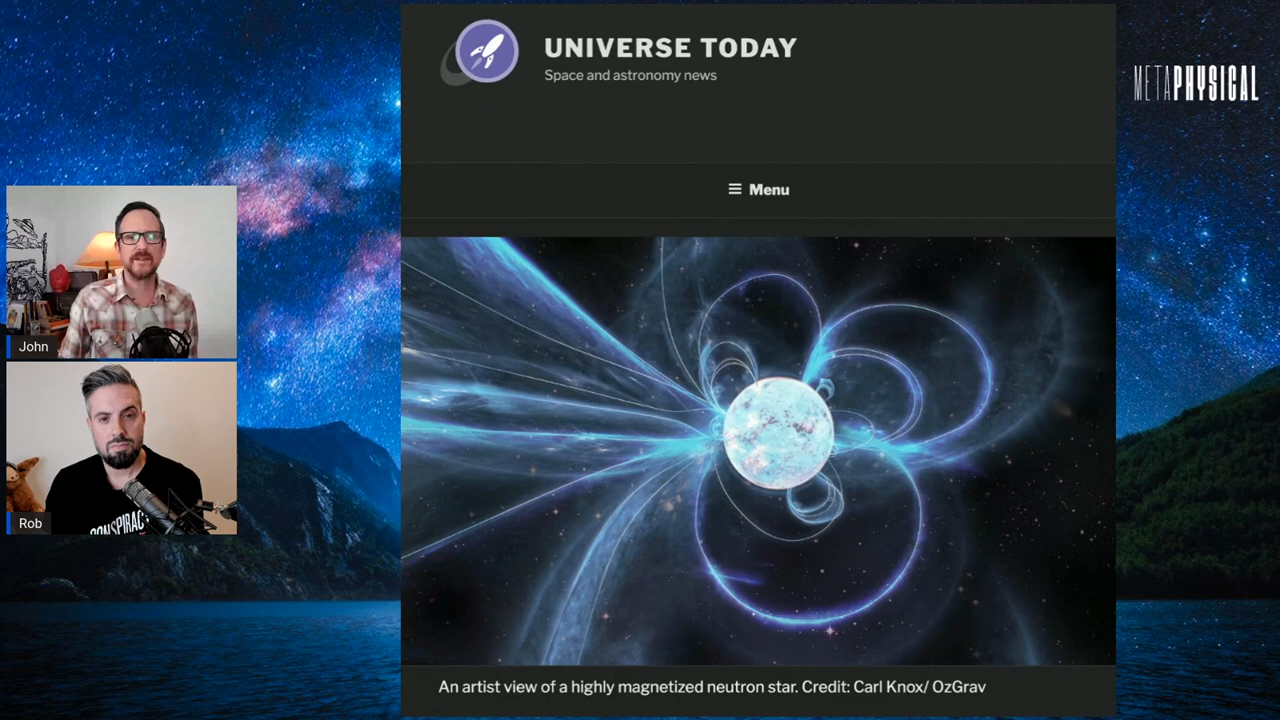 UNIVERSE TODAY
Space and astronomy news
METAPHYSICAL
Menu
John
Rob
CONSPIRAC
An artist view of a highly magnetized neutron star. Credit: Carl Knox/ OzGrav